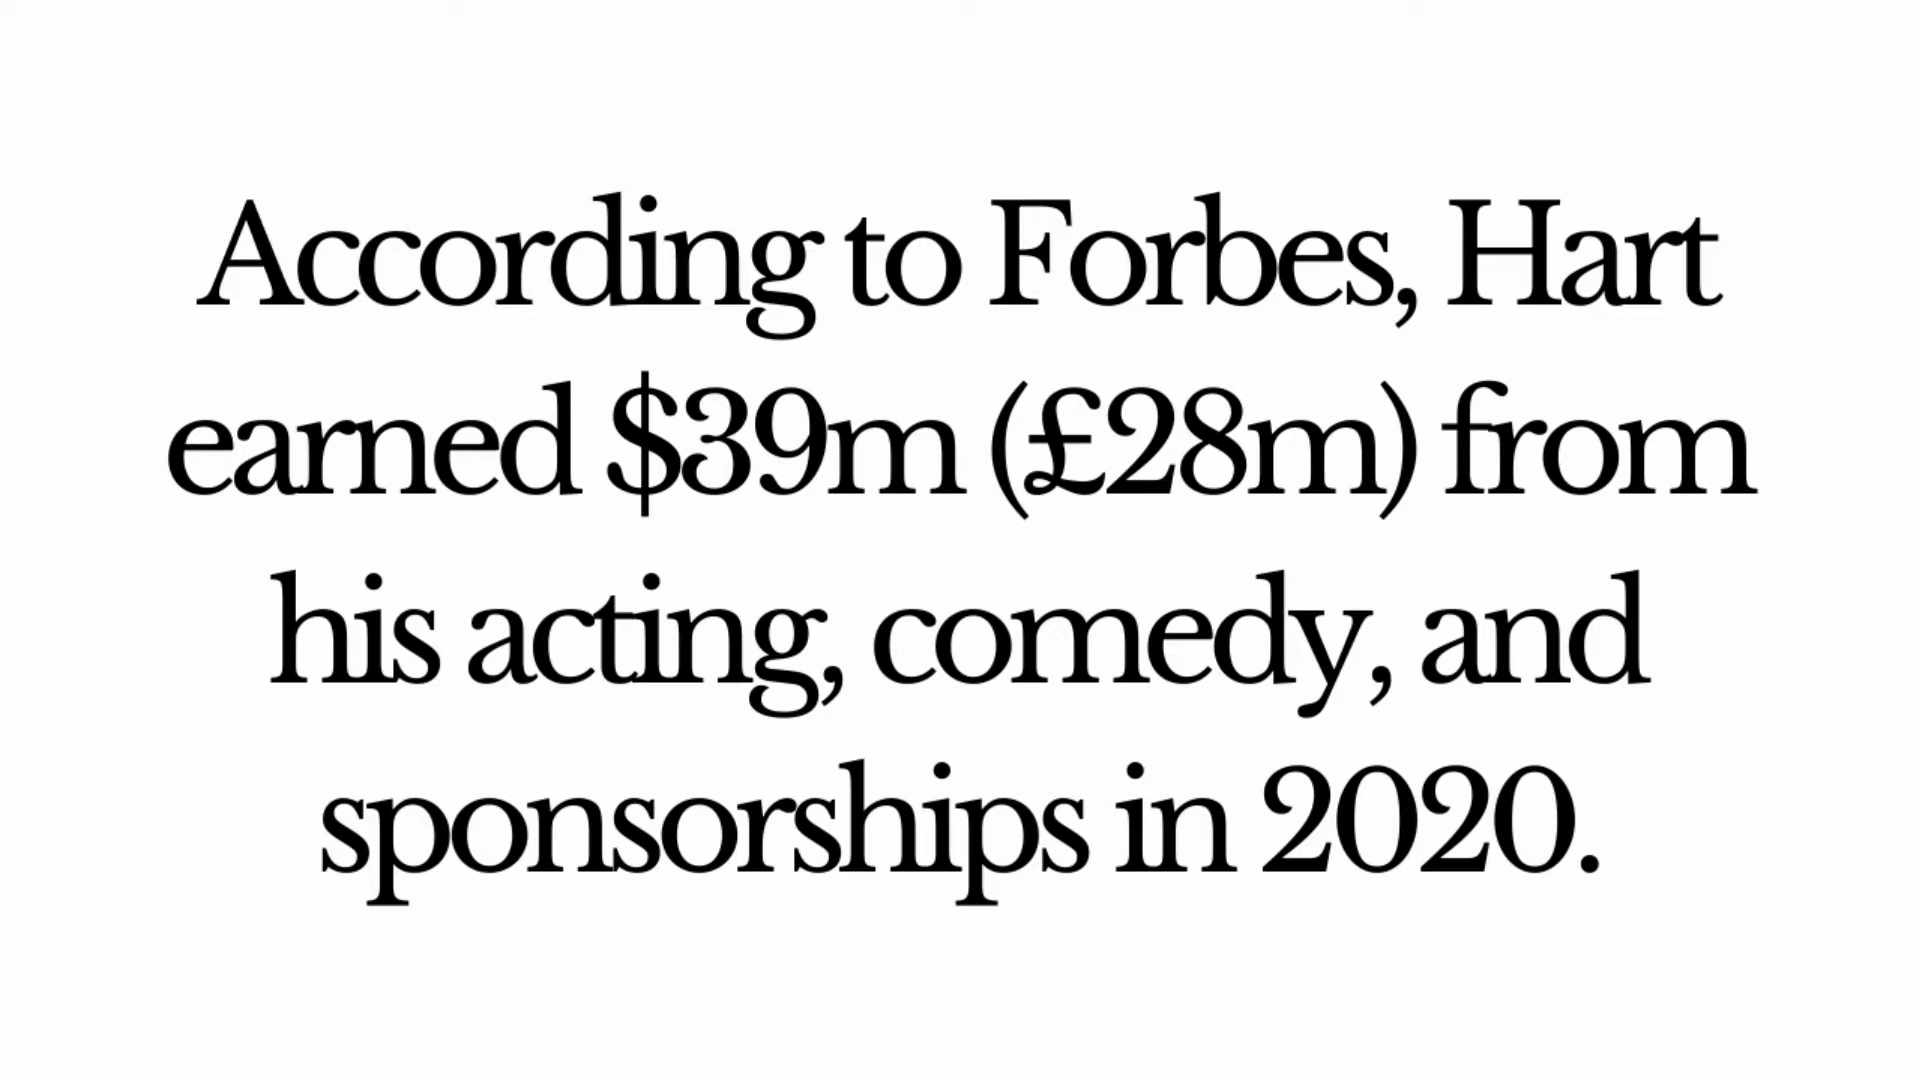 According to Forbes, Hart
earned $39m (£28m) from
his acting, comedy, and
sponsorships in 2020.